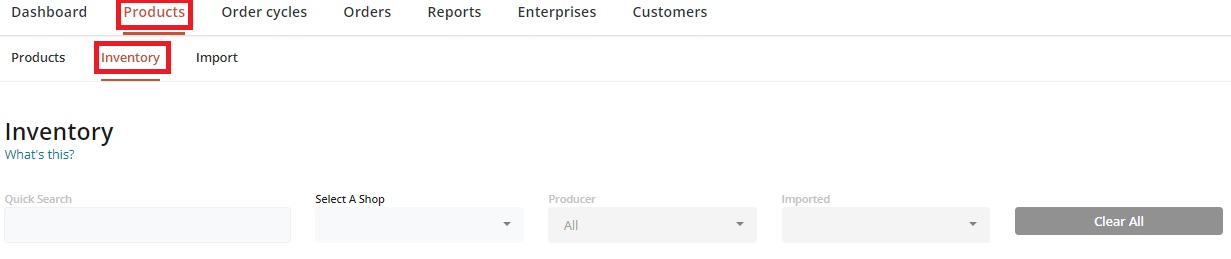 Dashboard Products Order cycles Orders Reports Enterprises Customers
Products Inventory Import
Inventory
What's this?
Quick Search Select A Shop Producer Imported
All Clear All